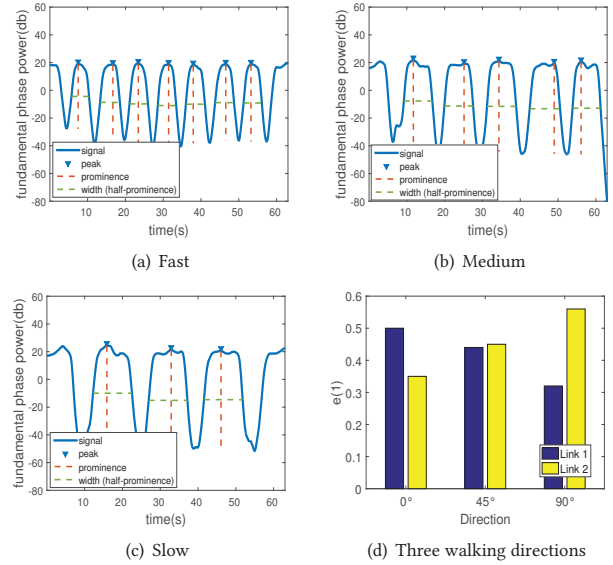 60
40
20
0
-20
-40
-60
-80
fundamental phase power(db)
signal
peak
prominence
width (half-prominence)
10 20 30 40 50 60
time(s)
(a) Fast
60
40
20
0
-20
-40
-60
-80
fundamental phase power(db)
signal
peak
prominence
width (half-prominence)
10 20 30 40 50 60
time(s)
(b) Medium
60
40
20
0
-20
-40
-60
-80
fundamental phase power(db)
signal
peak
prominence
width (half-prominence)
10 20 30 40 50 60
time(s)
(c) Slow
0.6
0.5
0.4
0.3
0.2
0.1
0
e(1)
Link 1
Link 2
0° 45° 90°
Direction
(d) Three walking directions